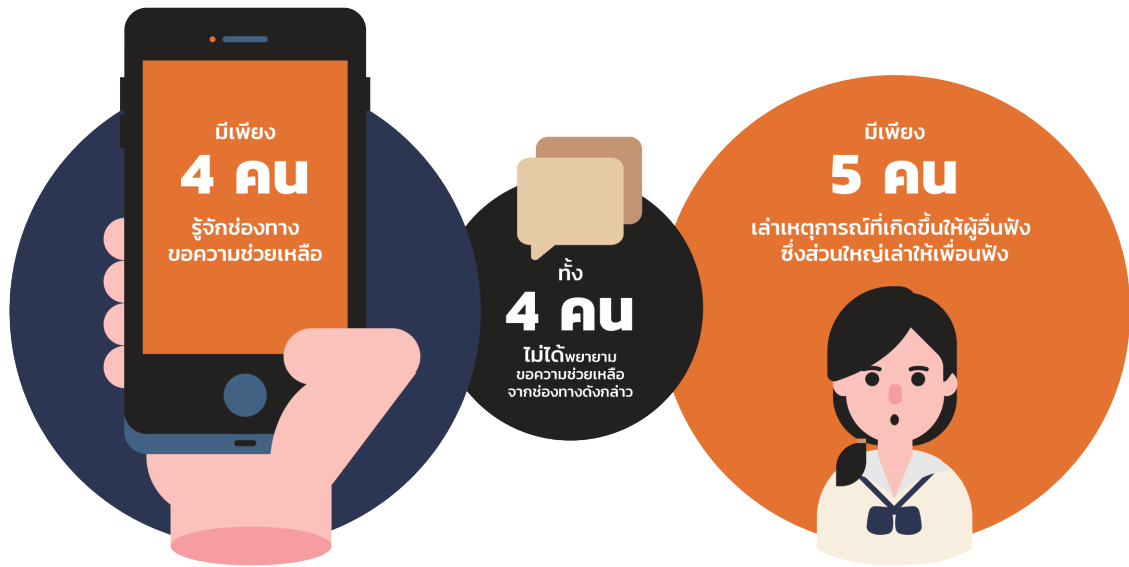 มีเพียง
4 คน
รู้จักช่องทาง
ขอความช่วยเหลือ
ทั้ง
4 คน
ไม่ได้พยายาม
ขอความช่วยเหลือ
จากช่องทางดังกล่าว
มีเพียง
5 คน
เล่าเหตุการณ์ที่เกิดขึ้นให้ผู้อื่นฟัง
ซึ่งส่วนใหญ่เล่าให้เพื่อนฟัง